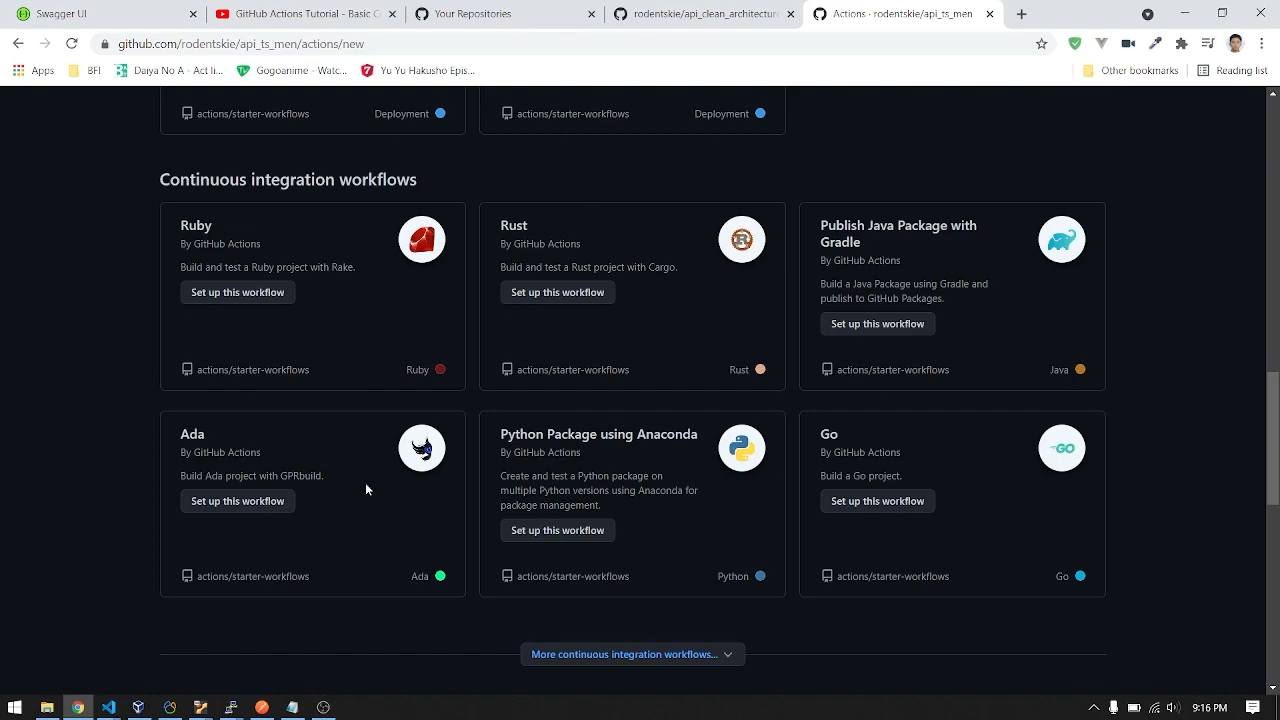 Swagger UI
GitHub Actions Tutorial - Basic C
Your Repositories
rodentskie/api_clean_architecture
Actions · rodentskie/api_ts_men
github.com/rodentskie/api_ts_men/actions/new
Apps
BFI
Daiya No A - Act Ii...
Gogoanime - Watc...
Yu Yu Hakusho Epis...
Other bookmarks
Reading list
actions/starter-workflows
Deployment
actions/starter-workflows
Deployment
Continuous integration workflows
Ruby
By GitHub Actions
Build and test a Ruby project with Rake.
Set up this workflow
actions/starter-workflows
Ruby
Rust
By GitHub Actions
Build and test a Rust project with Cargo.
Set up this workflow
actions/starter-workflows
Rust
Publish Java Package with
Gradle
By GitHub Actions
Build a Java Package using Gradle and
publish to GitHub Packages.
Set up this workflow
actions/starter-workflows
Java
Ada
By GitHub Actions
Build Ada project with GPRbuild.
Set up this workflow
actions/starter-workflows
Ada
Python Package using Anaconda
By GitHub Actions
Create and test a Python package on
multiple Python versions using Anaconda for
package management.
Set up this workflow
actions/starter-workflows
Python
Go
By GitHub Actions
Build a Go project.
Set up this workflow
actions/starter-workflows
Go
GO
More continuous integration workflows...
9:16 PM